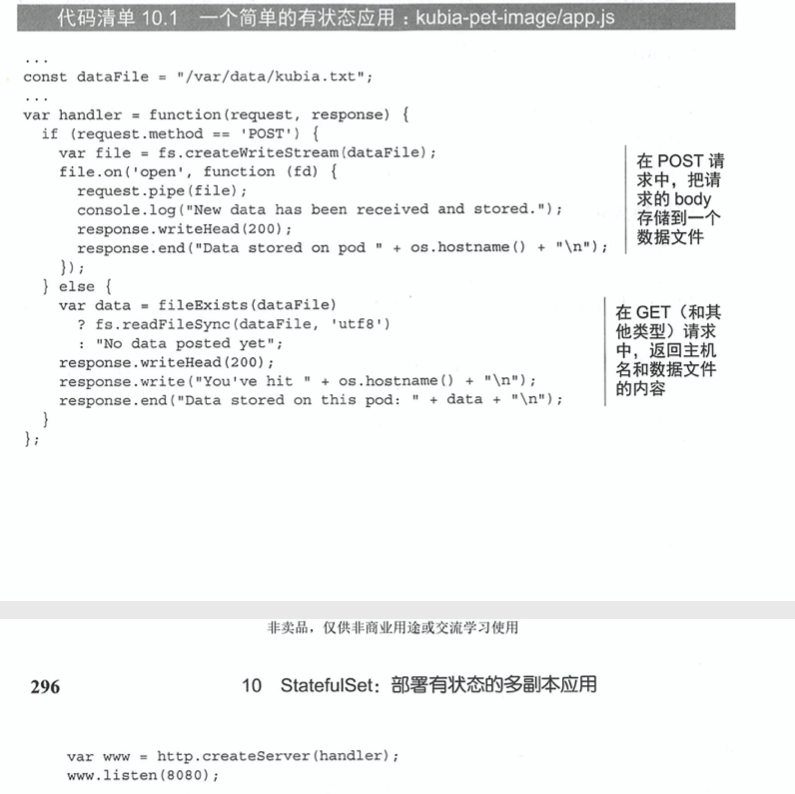 代码清单 10.1 一个简单的有状态应用：kubia-pet-image/app.js
...
const dataFile = "/var/data/kubia.txt";
...
var handler = function(request, response) {
if (request.method == 'POST') {
var file = fs.createWriteStream(dataFile);
file.on('open', function (fd) {
request.pipe(file);
console.log("New data has been received and stored.");
response.writeHead(200);
response.end("Data stored on pod " + os.hostname() + "\n");
});
} else {
var data = fileExists(dataFile)
? fs.readFileSync(dataFile, 'utf8')
: "No data posted yet";
response.writeHead(200);
response.write("You've hit " + os.hostname() + "\n");
response.end("Data stored on this pod: " + data + "\n");
}
};
在 POST 请
求中，把请
求的 body
存储到一个
数据文件
在 GET（和其
他类型）请求
中，返回主机
名和数据文件
的内容
非卖品，仅供非商业用途或交流学习使用
296 10 StatefulSet：部署有状态的多副本应用
var www = http.createServer(handler);
www.listen(8080);